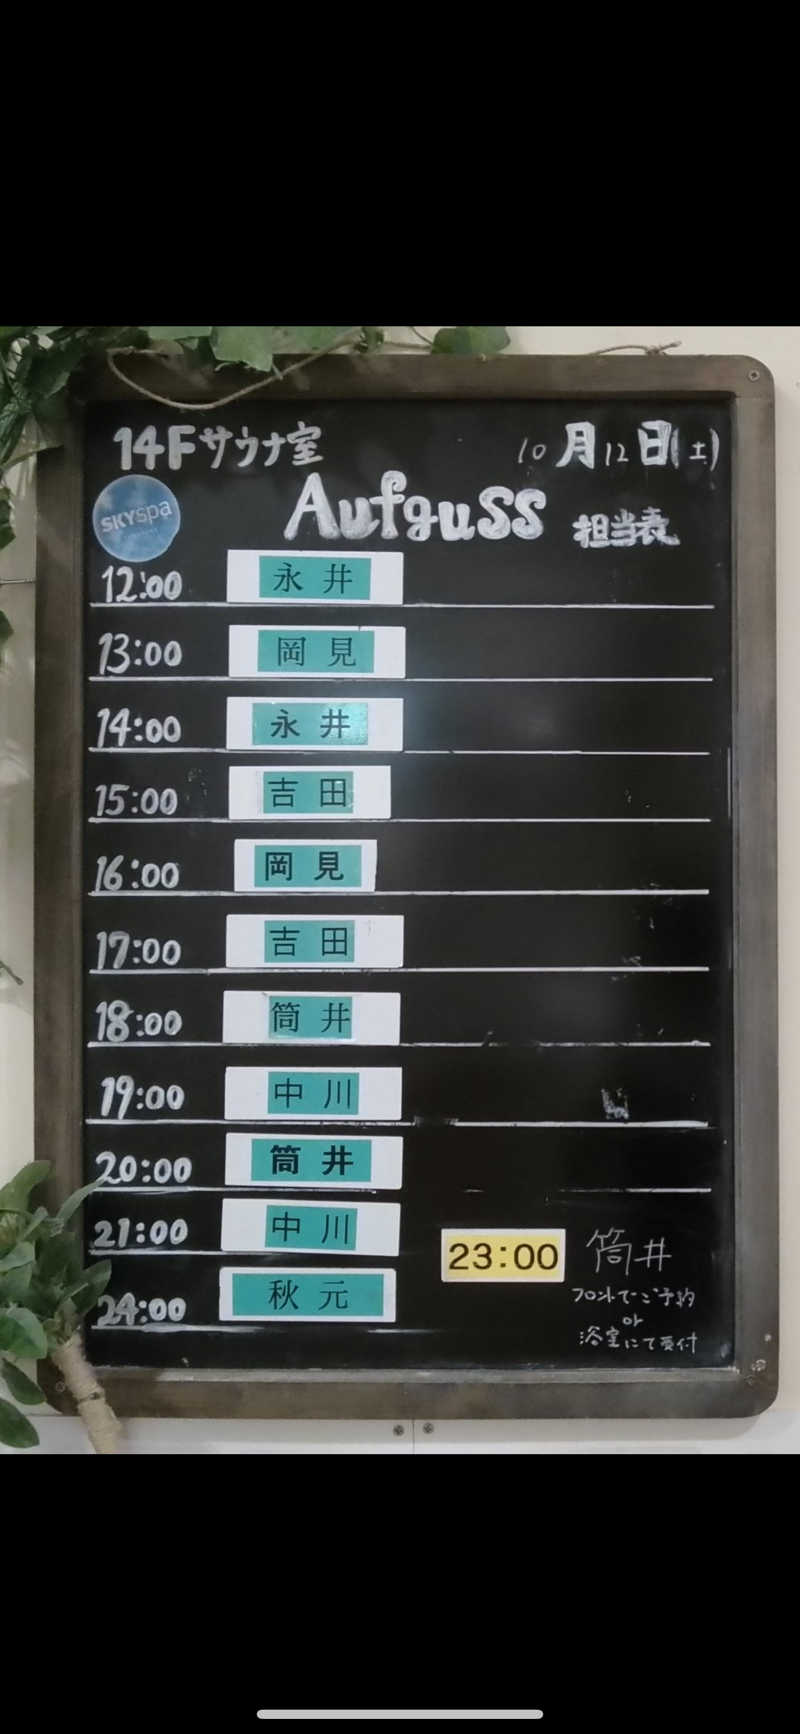 14Fサウナ室 10月12日(土)
SKYspa
Aufguss 担当表
12:00 永井
13:00 岡見
14:00 永井
15:00 吉田
16:00 岡見
17:00 吉田
18:00 筒井
19:00 中川
20:00 筒井
21:00 中川
23:00 筒井
フロントでご予約
or
浴室にて受付
24:00 秋元